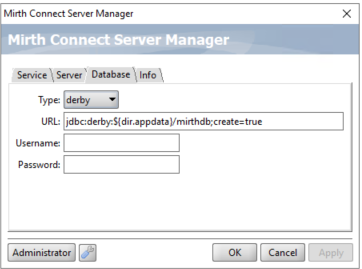 Mirth Connect Server Manager
Mirth Connect Server Manager
Service Server Database Info
Type: derby
URL: jdbc:derby:${dir.appdata}/mirthdb;create=true
Username:
Password:
Administrator OK Cancel Apply